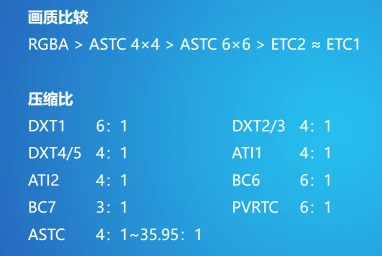 画质比较
RGBA > ASTC 4×4 > ASTC 6×6 > ETC2 ≈ ETC1
压缩比
DXT1 6：1 DXT2/3 4：1
DXT4/5 4：1 ATI1 4：1
ATI2 4：1 BC6 6：1
BC7 3：1 PVRTC 6：1
ASTC 4：1~35.95：1